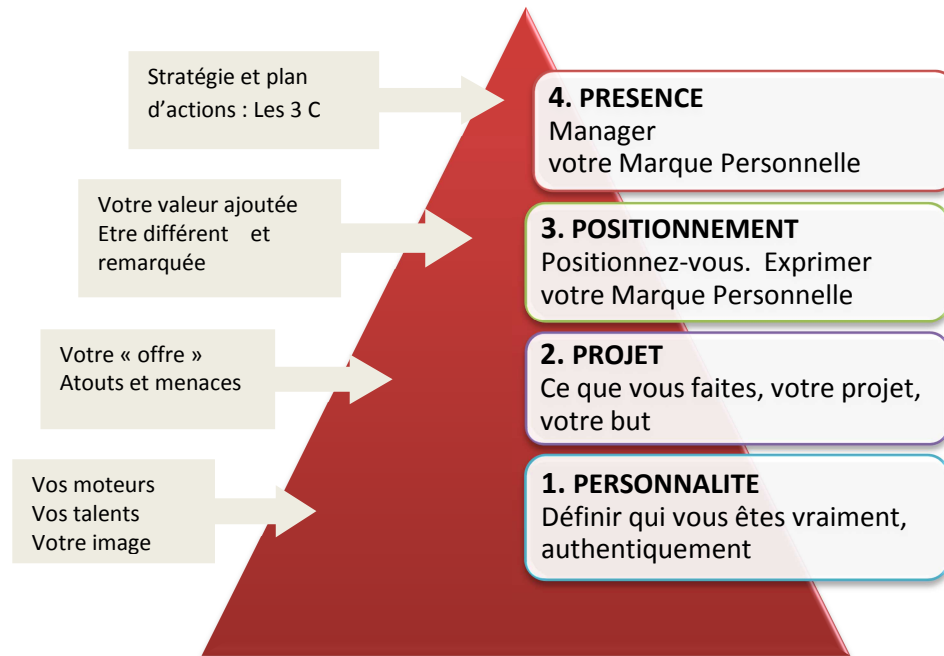 Stratégie et plan
d'actions : Les 3 C
4. PRESENCE
Manager
votre Marque Personnelle
Votre valeur ajoutée
Etre différent et
remarquée
3. POSITIONNEMENT
Positionnez-vous. Exprimer
votre Marque Personnelle
Votre « offre »
Atouts et menaces
2. PROJET
Ce que vous faites, votre projet,
votre but
Vos moteurs
Vos talents
Votre image
1. PERSONNALITE
Définir qui vous êtes vraiment,
authentiquement